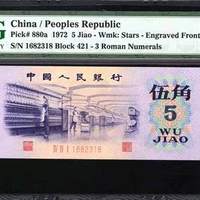 China / Peoples Republic
Pick# 880a 1972 5 Jiao - Wmk: Stars - Engraved Front
S/N 1682318 Block 421 - 3 Roman Numerals
中国人民银行
伍角
5
WU
JIAO
1682318